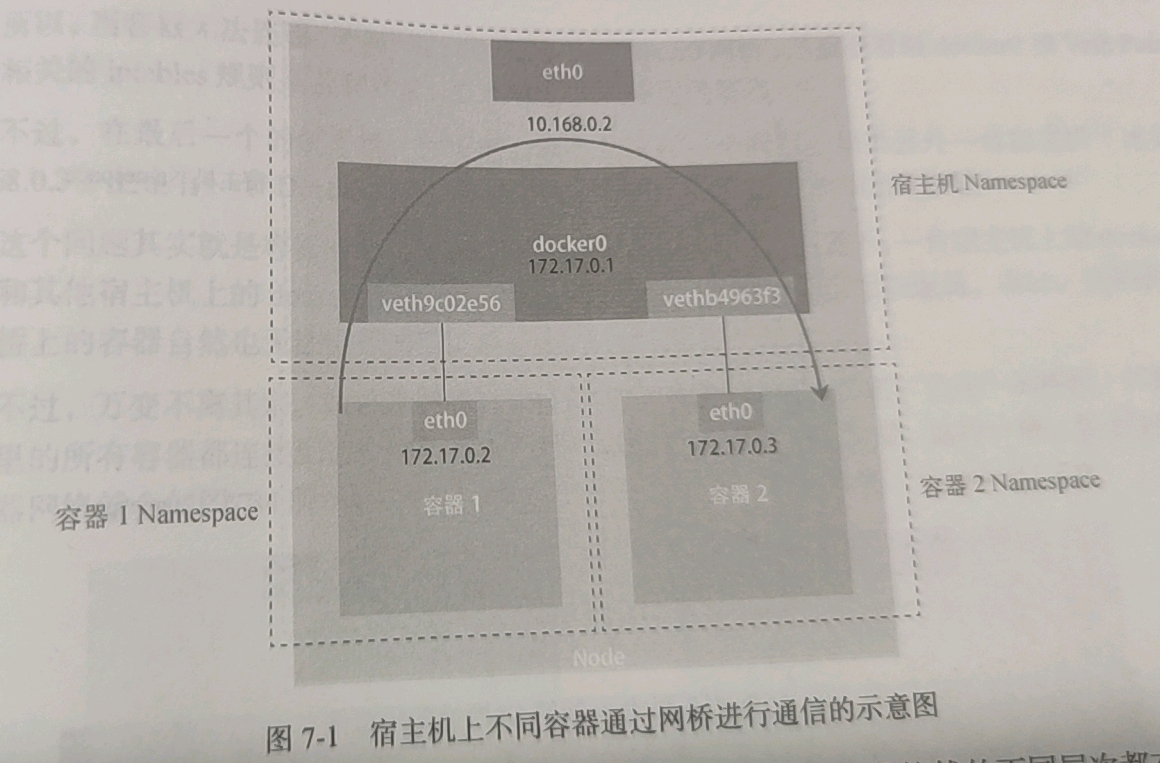 eth0
10.168.0.2
宿主机 Namespace
docker0
172.17.0.1
veth9c02e56
vethb4963f3
eth0
172.17.0.2
容器 1
eth0
172.17.0.3
容器 2
容器 1 Namespace
容器 2 Namespace
Node
图 7-1 宿主机上不同容器通过网桥进行通信的示意图